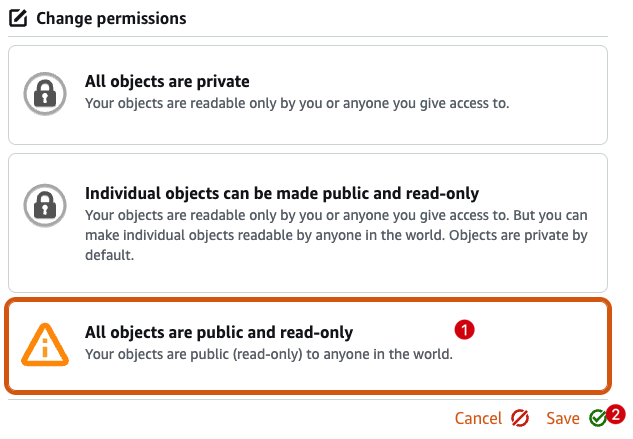 Change permissions
All objects are private
Your objects are readable only by you or anyone you give access to.
Individual objects can be made public and read-only
Your objects are readable only by you or anyone you give access to. But you can
make individual objects readable by anyone in the world. Objects are private by
default.
All objects are public and read-only
1
Your objects are public (read-only) to anyone in the world.
Cancel Save 2